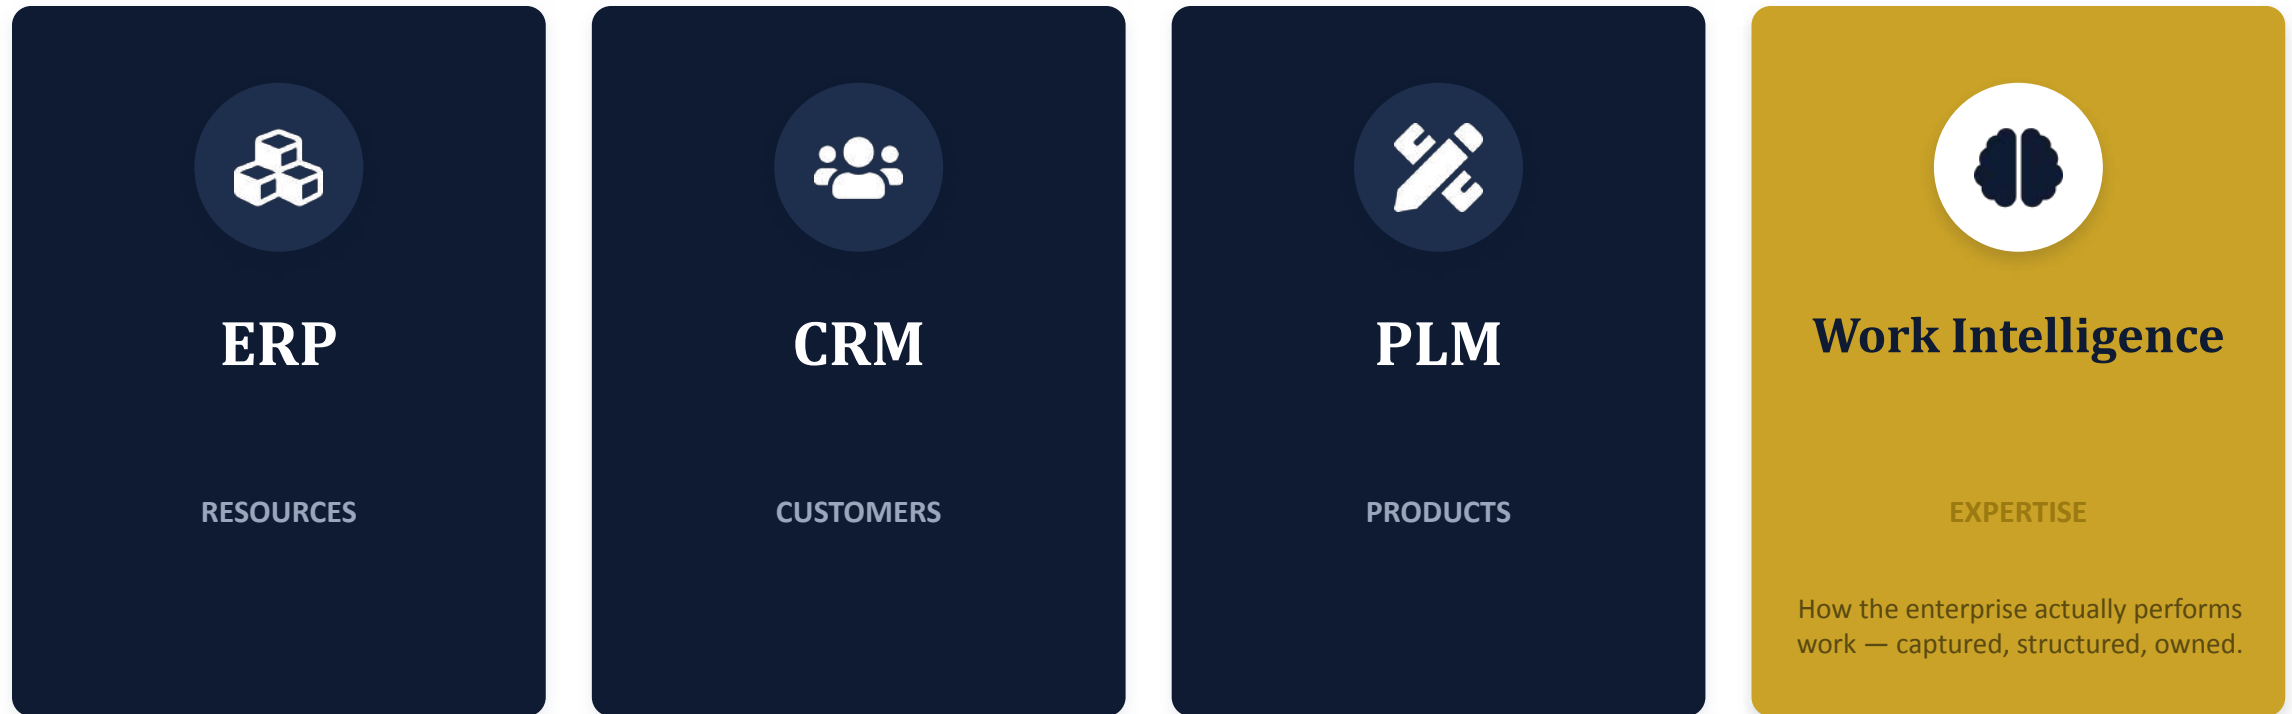 ERP
RESOURCES
CRM
CUSTOMERS
PLM
PRODUCTS
Work Intelligence
EXPERTISE
How the enterprise actually performs
work — captured, structured, owned.